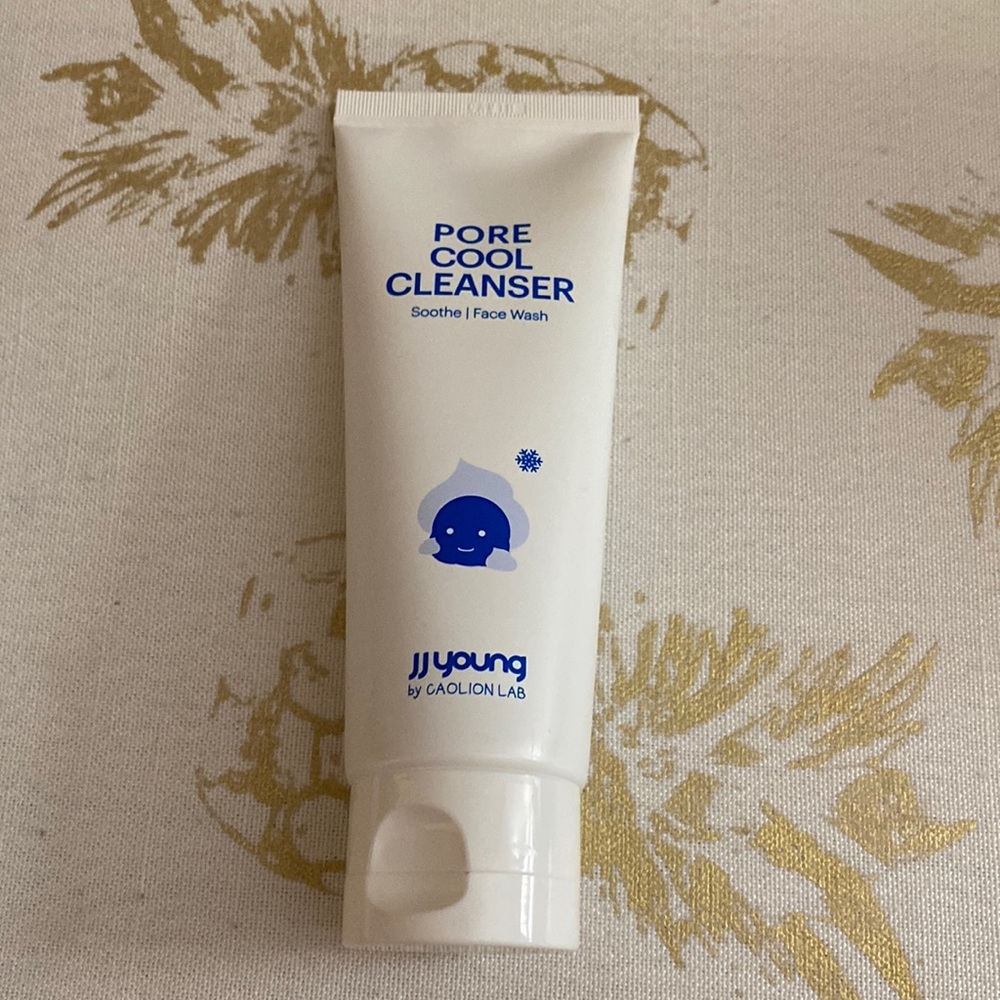 PORE
COOL
CLEANSER
Soothe | Face Wash
JJ young
by CAOLION LAB